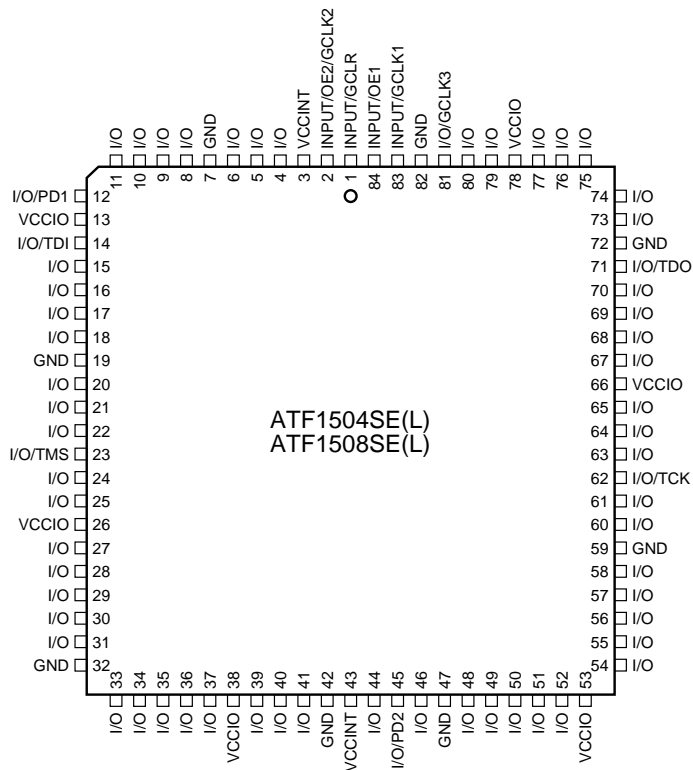 I/O I/O I/O I/O GND I/O I/O I/O VCCINT INPUT/OE2/GCLK2 INPUT/GCLR INPUT/OE1 INPUT/GCLK1 GND I/O/GCLK3 I/O I/O VCCIO I/O I/O I/O
11 10 9 8 7 6 5 4 3 2 1 84 83 82 81 80 79 78 77 76 75
I/O/PD1 12 74 I/O
VCCIO 13 73 I/O
I/O/TDI 14 72 GND
I/O 15 71 I/O/TDO
I/O 16 70 I/O
I/O 17 69 I/O
I/O 18 68 I/O
GND 19 67 I/O
I/O 20 66 VCCIO
I/O 21 65 I/O
ATF1504SE(L)
I/O 22 64 I/O
ATF1508SE(L)
I/O/TMS 23 63 I/O
I/O 24 62 I/O/TCK
I/O 25 61 I/O
VCCIO 26 60 I/O
I/O 27 59 GND
I/O 28 58 I/O
I/O 29 57 I/O
I/O 30 56 I/O
I/O 31 55 I/O
GND 32 54 I/O
33 34 35 36 37 38 39 40 41 42 43 44 45 46 47 48 49 50 51 52 53
I/O I/O I/O I/O I/O VCCIO I/O I/O I/O GND VCCINT I/O I/O/PD2 I/O GND I/O I/O I/O I/O I/O VCCIO